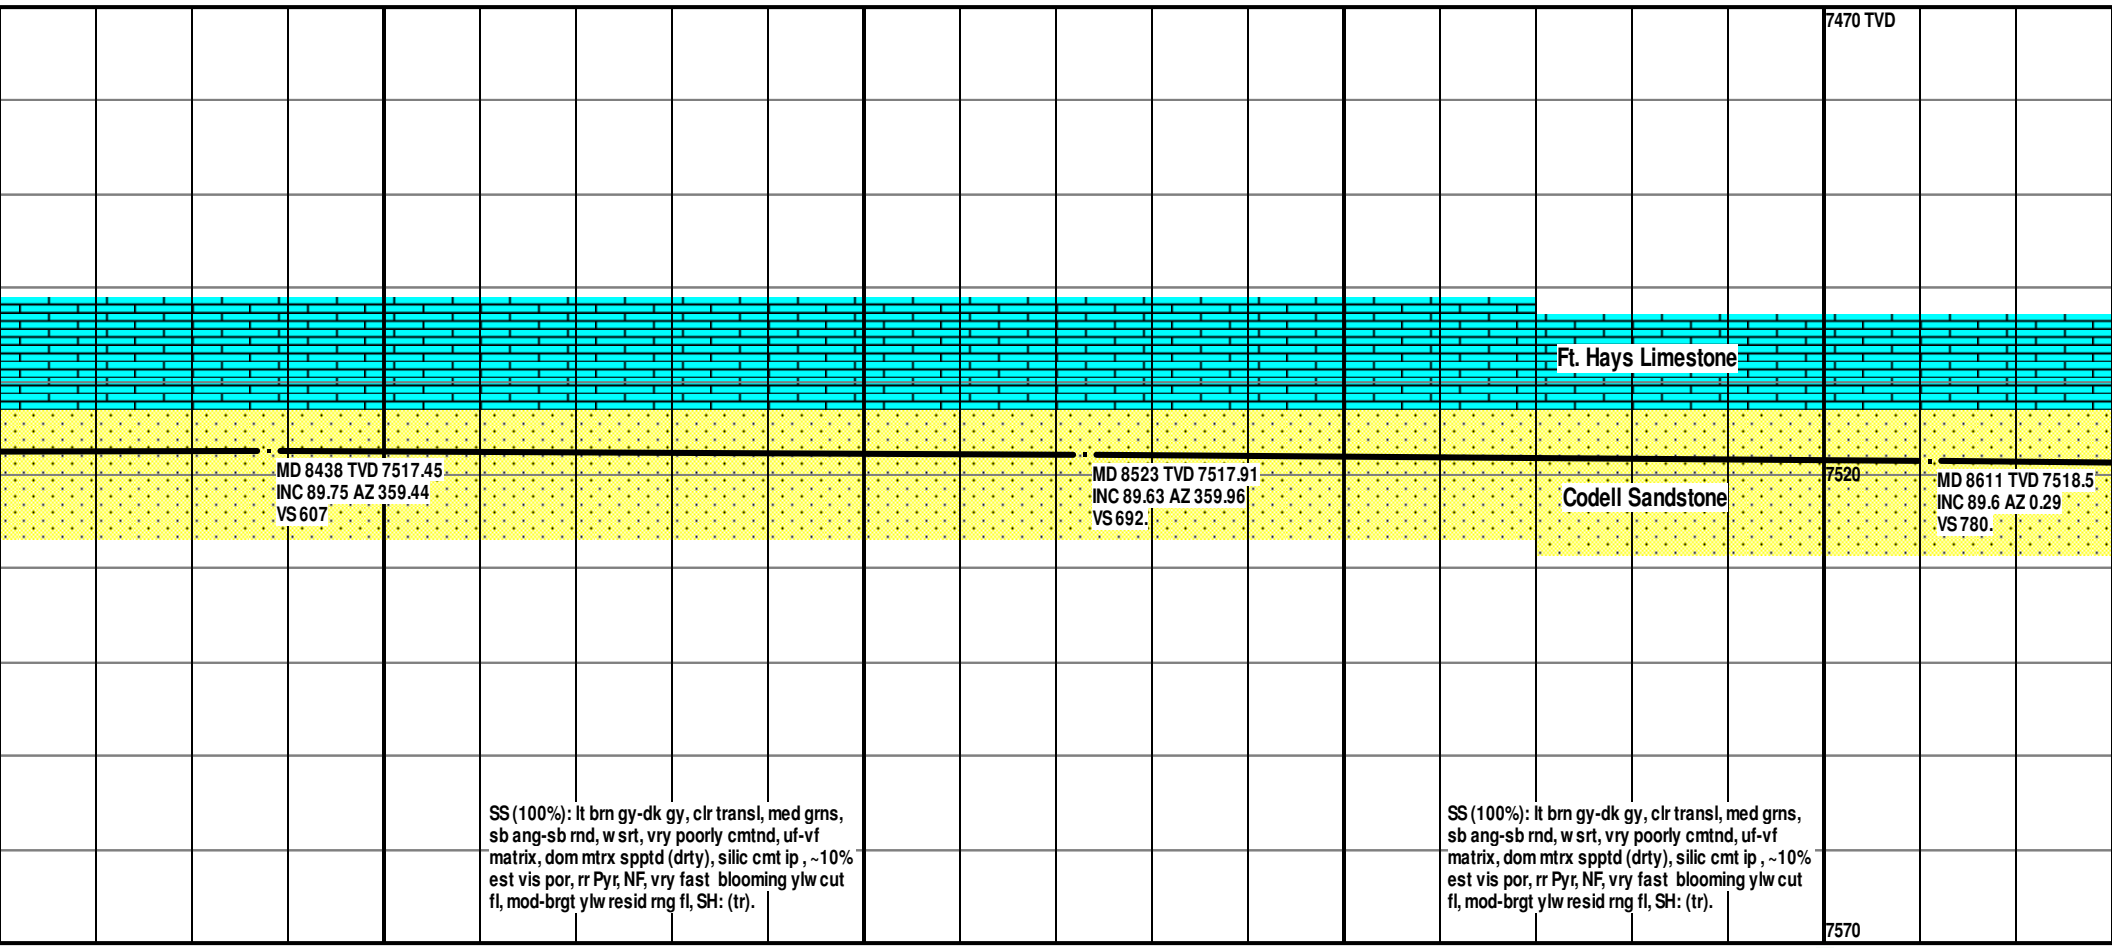 7470 TVD
Ft. Hays Limestone
MD 8438 TVD 7517.45
INC 89.75 AZ 359.44
VS 607
MD 8523 TVD 7517.91
INC 89.63 AZ 359.96
VS 692.
Codell Sandstone
7520
MD 8611 TVD 7518.5
INC 89.6 AZ 0.29
VS 780.
SS (100%): lt brn gy-dk gy, clr transl, med grns,
sb ang-sb rnd, w srt, vry poorly cmtnd, uf-vf
matrix, dom mtrx spptd (drty), silic cmt ip , ~10%
est vis por, rr Pyr, NF, vry fast  blooming ylw cut
fl, mod-brgt ylw resid rng fl, SH: (tr).
SS (100%): lt brn gy-dk gy, clr transl, med grns,
sb ang-sb rnd, w srt, vry poorly cmtnd, uf-vf
matrix, dom mtrx spptd (drty), silic cmt ip , ~10%
est vis por, rr Pyr, NF, vry fast  blooming ylw cut
fl, mod-brgt ylw resid rng fl, SH: (tr).
7570